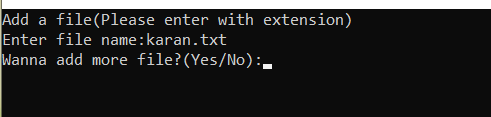 Add a file(Please enter with extension)
Enter file name:karan.txt
Wanna add more file?(Yes/No):